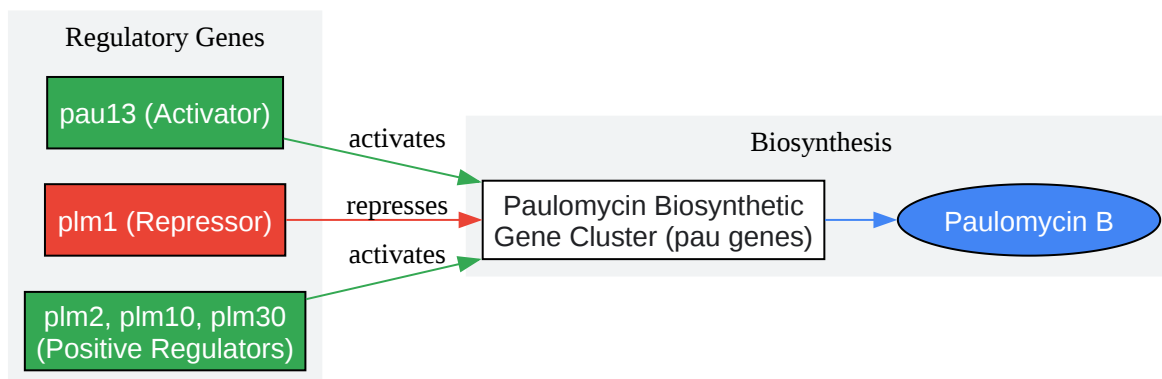 Regulatory Genes
pau13 (Activator)
activates
Biosynthesis
plm1 (Repressor)
represses
Paulomycin Biosynthetic
Gene Cluster (pau genes)
Paulomycin B
activates
plm2, plm10, plm30
(Positive Regulators)